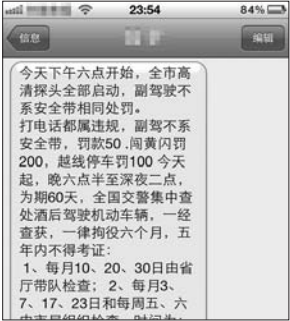 23:54
84%
信息
编辑
今天下午六点开始，全市高
清探头全部启动，副驾驶不
系安全带相同处罚。
打电话都属违规，副驾不系
安全带，罚款50 .闯黄闪罚
200，越线停车罚100 今天
起，晚六点半至深夜二点，
为期60天，全国交警集中查
处酒后驾驶机动车辆，一经
查获，一律拘役六个月，五
年内不得考证：
1、每月10、20、30日由省
厅带队检查；2、每月3、
7、17、23日和每周五、六